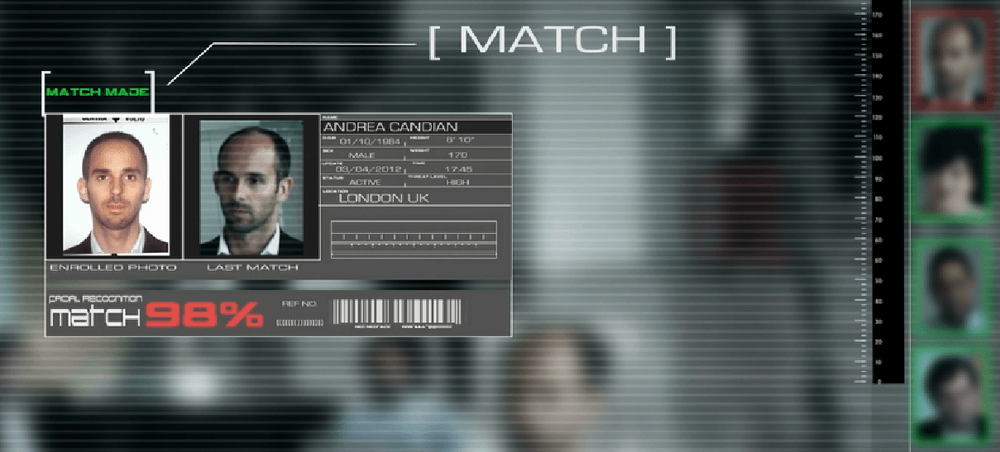 [ MATCH ]
MATCH MADE
NAME
ANDREA CANDIAN
D.O.B 01/10/1984 HEIGHT 6' 10"
SEX MALE WEIGHT 170
UPDATE 03/04/2012 TIME 17:45
STATUS ACTIVE THREAT LEVEL HIGH
LOCATION
LONDON UK
ENROLLED PHOTO LAST MATCH
FACIAL RECOGNITION
match 98%
REF NO.
NEC NEOFACE
170
160
150
140
130
120
110
100
90
80
70
60
50
40
30
20
10
0